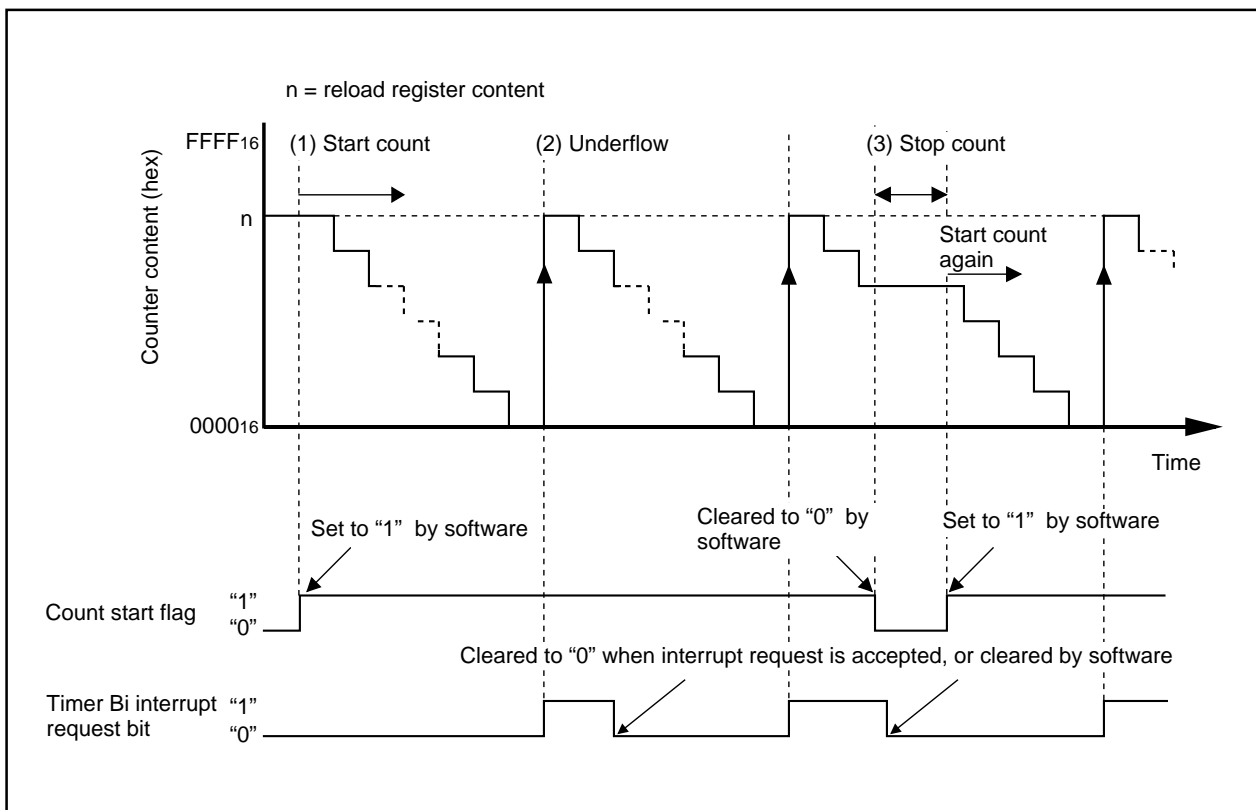 n = reload register content
FFFF16
(1) Start count
(2) Underflow
(3) Stop count
Counter content (hex)
n
Start count
again
000016
Time
Set to “1” by software
Cleared to “0” by
software
Set to “1” by software
Count start flag
“1”
“0”
Cleared to “0” when interrupt request is accepted, or cleared by software
Timer Bi interrupt
request bit
“1”
“0”